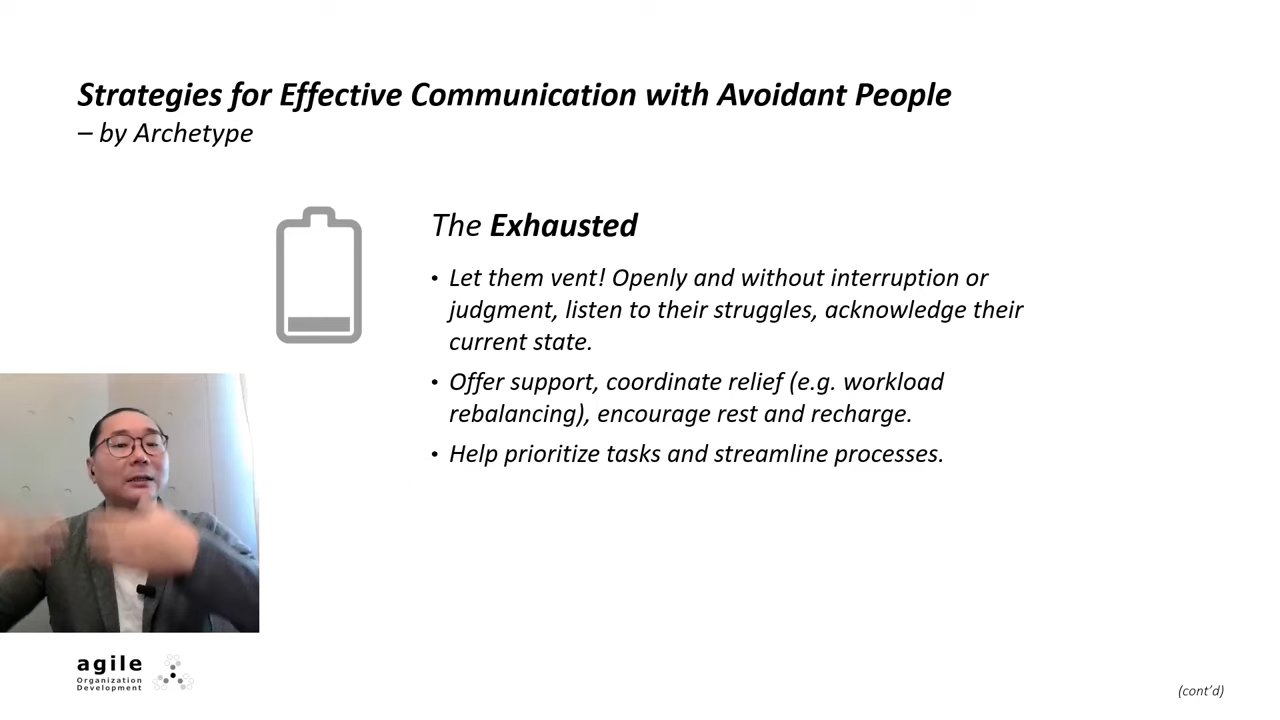 Strategies for Effective Communication with Avoidant People
– by Archetype
The Exhausted
• Let them vent! Openly and without interruption or
judgment, listen to their struggles, acknowledge their
current state.
• Offer support, coordinate relief (e.g. workload
rebalancing), encourage rest and recharge.
• Help prioritize tasks and streamline processes.
agile
Organization
Development
(cont’d)